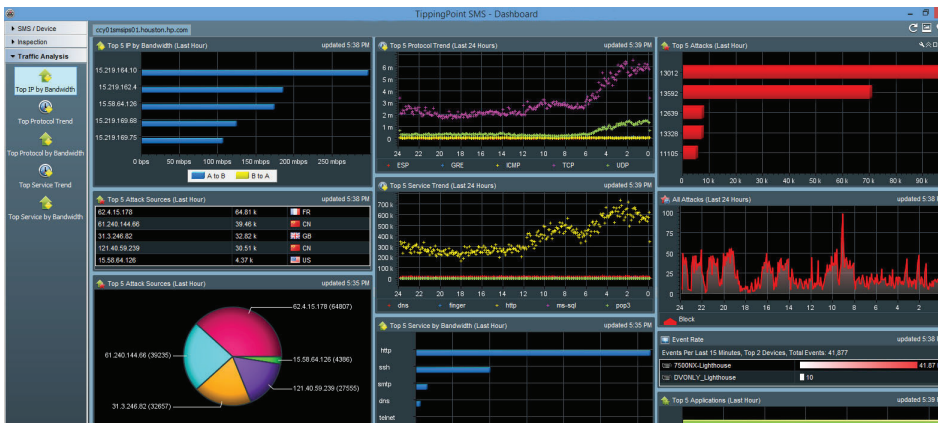 TippingPoint SMS - Dashboard
SMS / Device
Inspection
Traffic Analysis
Top IP by Bandwidth
Top Protocol Trend
Top Protocol by Bandwidth
Top Service Trend
Top Service by Bandwidth
ccy01smsips01.houston.hp.com
Top 5 IP by Bandwidth (Last Hour) updated 5:38 PM
15.219.164.10
15.219.162.4
15.58.64.126
15.219.169.68
15.219.169.75
0 bps 50 mbps 100 mbps 150 mbps 200 mbps 250 mbps
A to B B to A
Top 5 Attack Sources (Last Hour) updated 5:38 PM
62.4.15.178 64.81 k FR
61.240.144.66 39.46 k CN
31.3.246.82 32.82 k GB
121.40.59.239 30.51 k CN
15.58.64.126 4.37 k US
Top 5 Attack Sources (Last Hour) updated 5:35 PM
62.4.15.178 (64807)
61.240.144.66 (39235)
15.58.64.126 (4386)
121.40.59.239 (27555)
31.3.246.82 (32657)
Top 5 Protocol Trend (Last 24 Hours) updated 5:39 PM
6 m
5 m
4 m
3 m
2 m
1 m
0
24 22 20 18 16 14 12 10 8 6 4 2 0
ESP GRE ICMP TCP UDP
Top 5 Service Trend (Last 24 Hours) updated 5:39 PM
700 k
600 k
500 k
400 k
300 k
200 k
100 k
0
24 22 20 18 16 14 12 10 8 6 4 2 0
dns finger http ms-sql pop3
Top 5 Service by Bandwidth (Last Hour) updated 5:35 PM
http
ssh
smtp
dns
telnet
Top 5 Attacks (Last Hour)
13012
13592
12639
13328
11105
0 10 k 20 k 30 k 40 k 50 k 60 k 70 k 80 k 90 k
All Attacks (Last 24 Hours) updated 5:38
100
75
50
25
0
24 22 20 18 16 14 12 10 8 6 4 2
Block
Event Rate updated 5:38
Events Per Last 15 Minutes, Top 2 Devices, Total Events: 41,877
7500NX-Lighthouse 41.87
DVONLY_Lighthouse 10
Top 5 Applications (Last Hour) updated 5:39